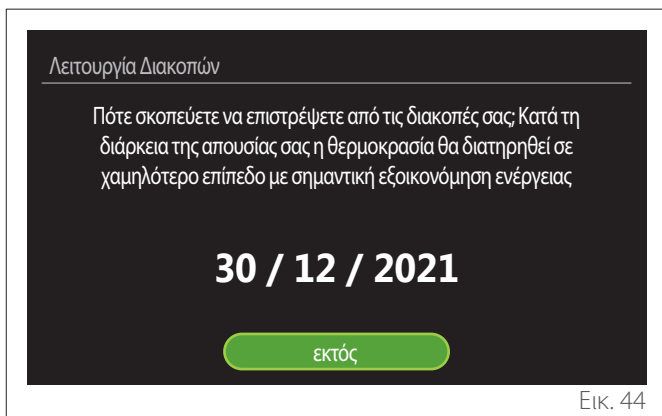 Λειτουργία Διακοπών
Πότε σκοπεύετε να επιστρέψετε από τις διακοπές σας; Κατά τη
διάρκεια της απουσίας σας η θερμοκρασία θα διατηρηθεί σε
χαμηλότερο επίπεδο με σημαντική εξοικονόμηση ενέργειας
30 / 12 / 2021
εκτός
Εικ. 44